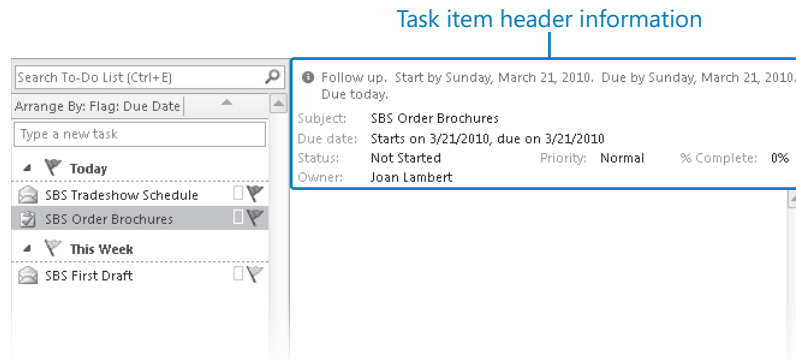 Task item header information
Search To-Do List (Ctrl+E)
Arrange By: Flag: Due Date
Type a new task
Today
SBS Tradeshow Schedule
SBS Order Brochures
This Week
SBS First Draft
Follow up. Start by Sunday, March 21, 2010. Due by Sunday, March 21, 2010.
Due today.
Subject: SBS Order Brochures
Due date: Starts on 3/21/2010, due on 3/21/2010
Status: Not Started Priority: Normal % Complete: 0%
Owner: Joan Lambert